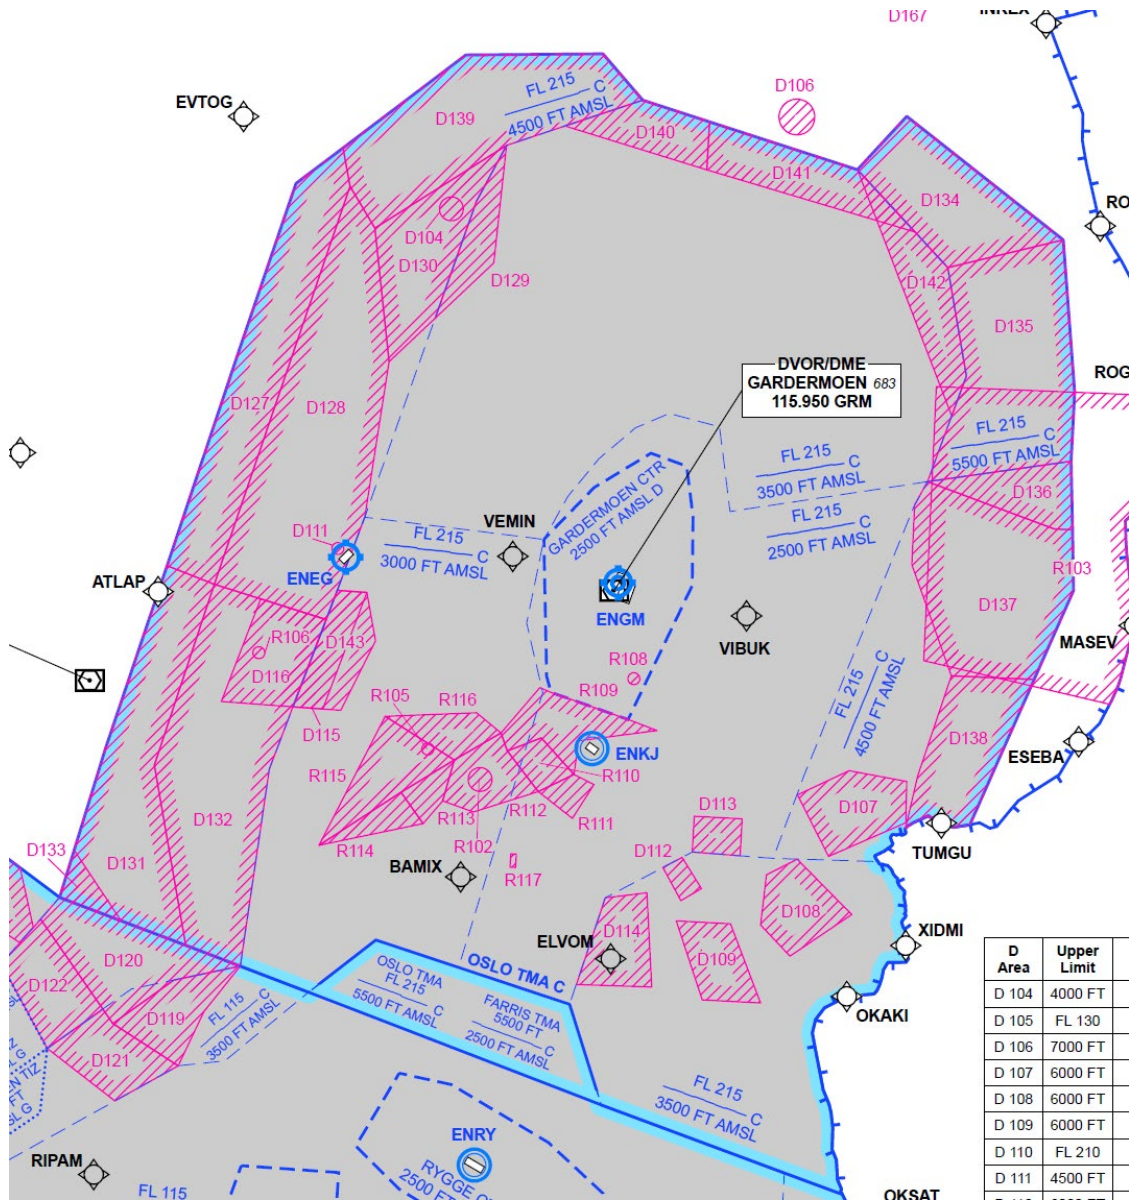 D167
INREX
D106
EVTOG
FL 215
C
4500 FT AMSL
D139
D140
D141
D134
RO
D104
D130
D129
D142
D135
DVOR/DME
GARDERMOEN 683
115.950 GRM
ROG
D127
D128
FL 215
C
5500 FT AMSL
FL 215
C
3500 FT AMSL
GARDERMOEN CTR
2500 FT AMSL D
D136
VEMIN
FL 215
C
2500 FT AMSL
D111
FL 215
C
3000 FT AMSL
ENEG
ATLAP
R103
ENGM
D137
R106
D143
VIBUK
MASEV
D116
R108
R109
FL 215
C
4500 FT AMSL
R105
R116
D115
D138
ENKJ
ESEBA
R115
R110
D107
R113
R112
R111
D113
D132
R114
R102
TUMGU
D133
D131
BAMIX
R117
D112
D108
D114
ELVOM
XIDMI
D109
D120
OSLO TMA C
OSLO TMA
FL 215
C
5500 FT AMSL
FARRIS TMA
5500 FT
C
2500 FT AMSL
D122
D119
FL 115
C
3500 FT AMSL
OKAKI
D121
FL 215
C
3500 FT AMSL
ENRY
RYGGE
2500 FT
RIPAM
FL 115
OKSAT
D Area Upper Limit
D 104 4000 FT
D 105 FL 130
D 106 7000 FT
D 107 6000 FT
D 108 6000 FT
D 109 6000 FT
D 110 FL 210
D 111 4500 FT